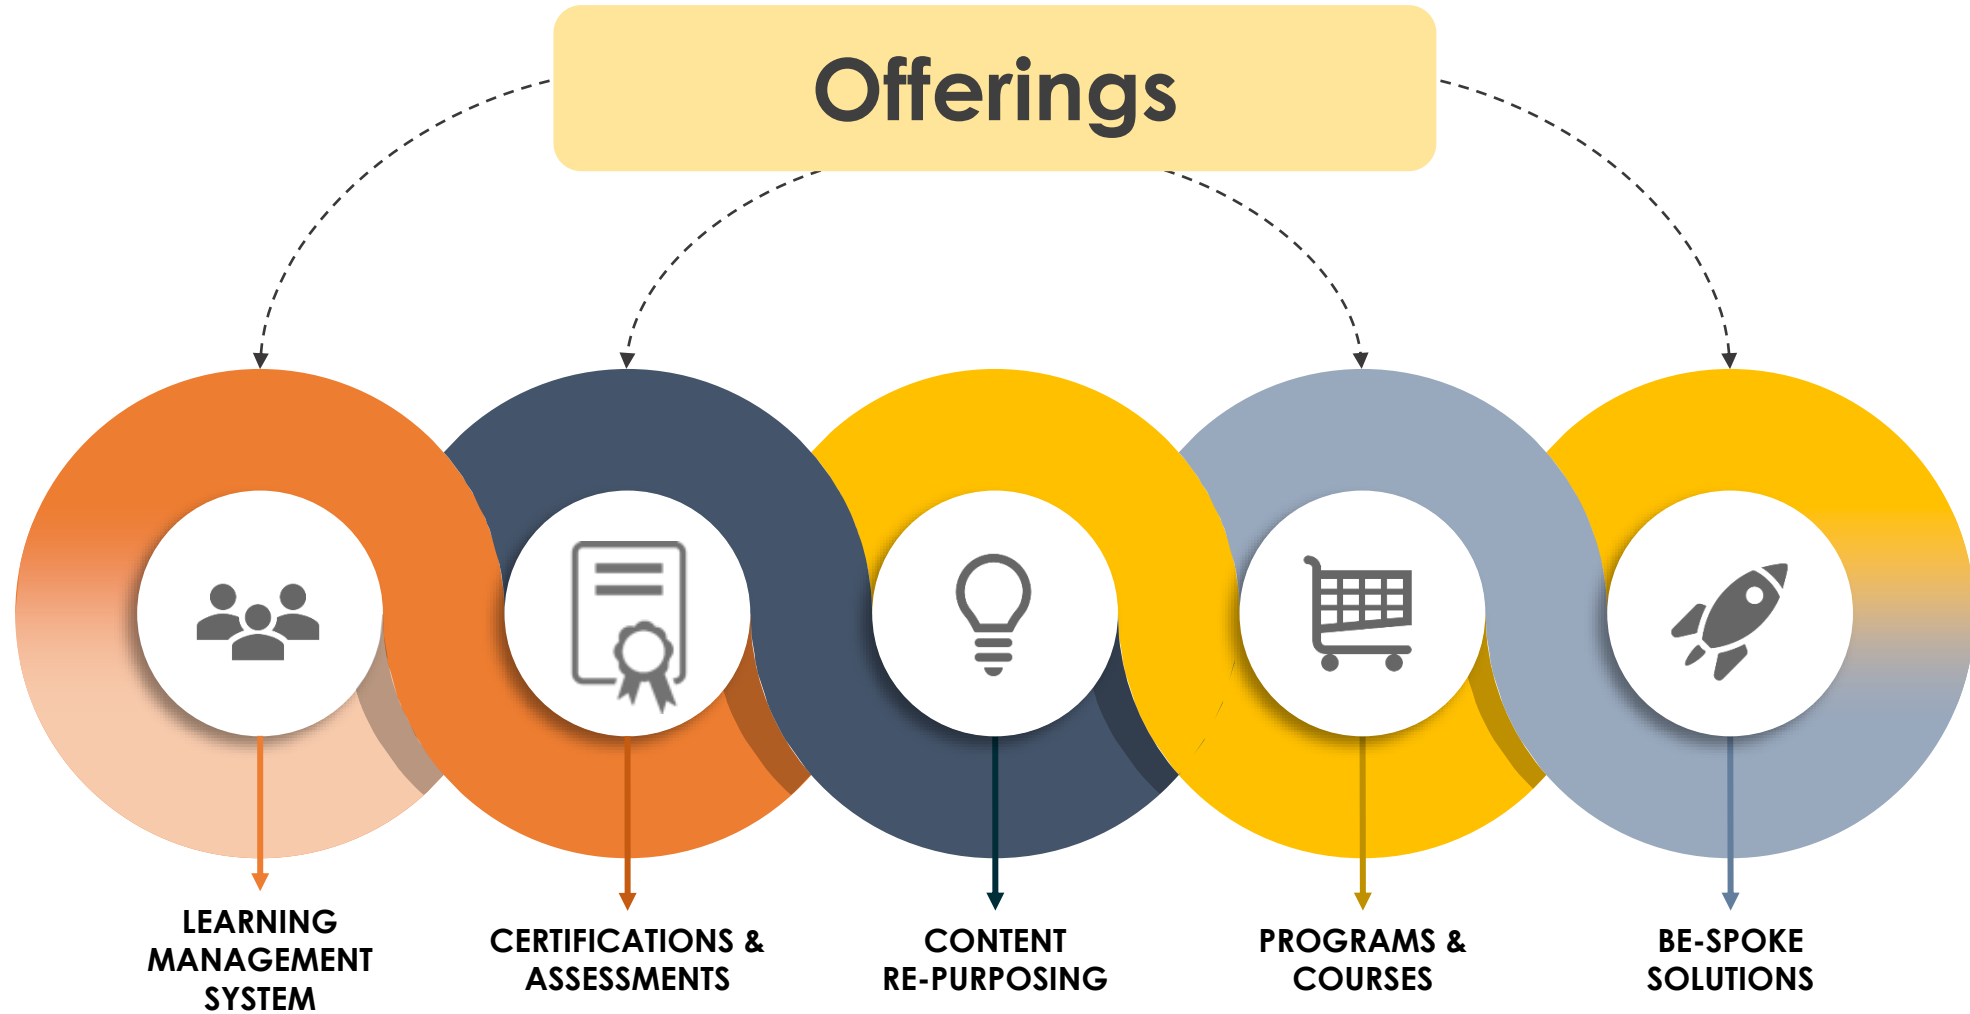 Offerings
LEARNING
MANAGEMENT
SYSTEM
CERTIFICATIONS &
ASSESSMENTS
CONTENT
RE-PURPOSING
PROGRAMS &
COURSES
BE-SPOKE
SOLUTIONS